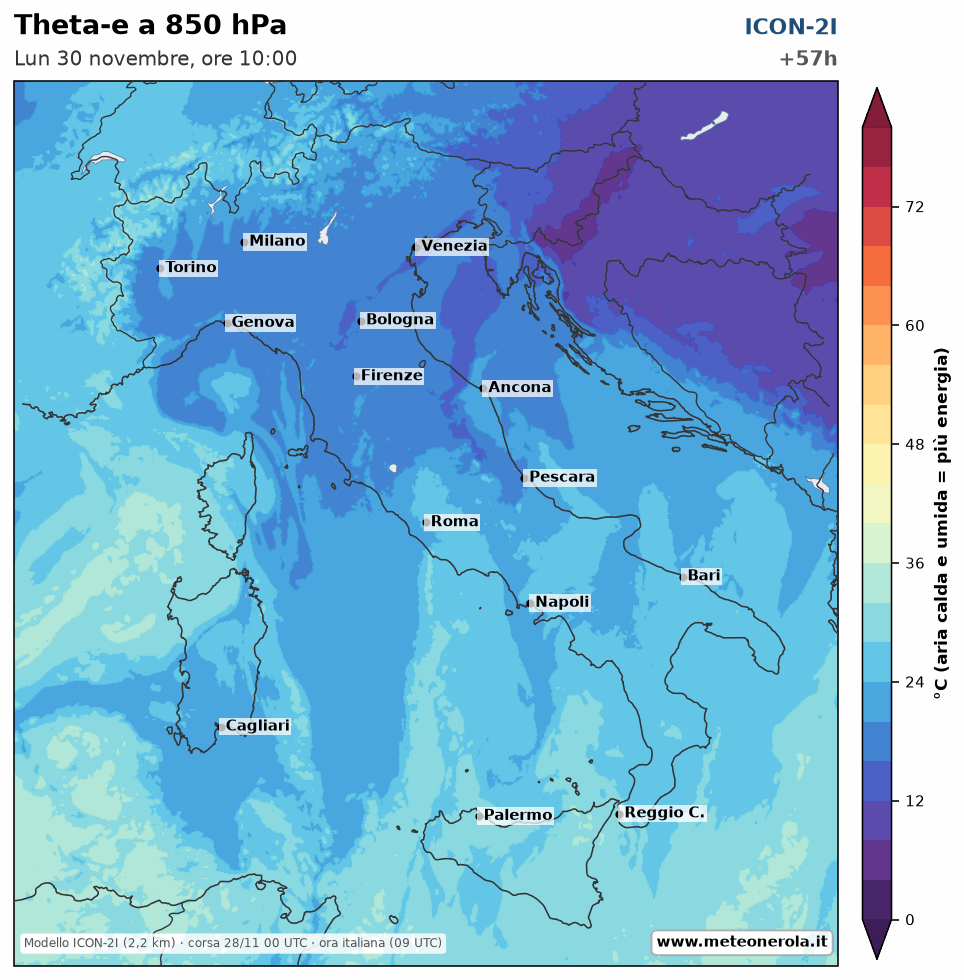 Theta-e a 850 hPa
ICON-2I
Lun 30 novembre, ore 10:00
+57h
Milano
Venezia
Torino
Genova
Bologna
Firenze
Ancona
Pescara
Roma
Bari
Napoli
Cagliari
Palermo
Reggio C.
72
60
48
36
24
12
0
°C (aria calda e umida = più energia)
Modello ICON-2I (2,2 km) · corsa 28/11 00 UTC · ora italiana (09 UTC)
www.meteonerola.it